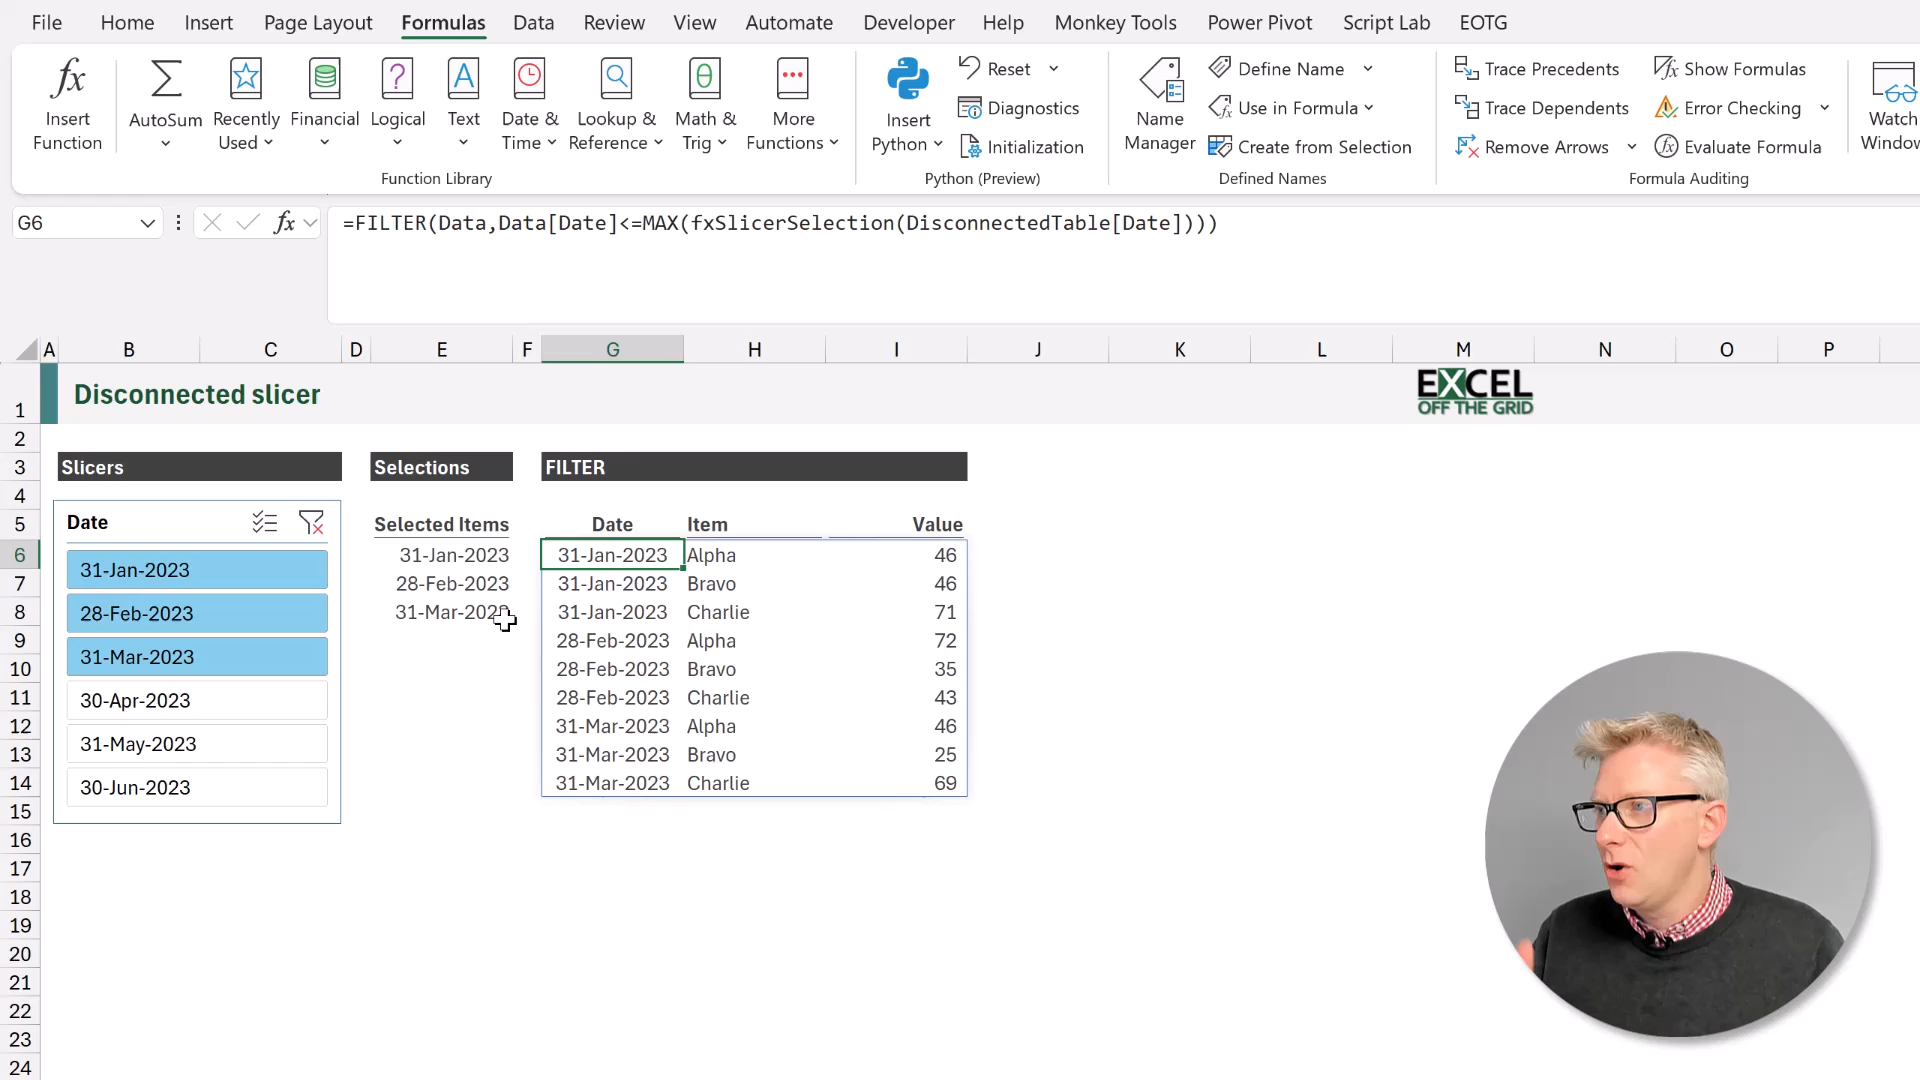 File Home Insert Page Layout Formulas Data Review View Automate Developer Help Monkey Tools Power Pivot Script Lab EOTG
Insert Function
AutoSum
Recently Used
Financial
Logical
Text
Date & Time
Lookup & Reference
Math & Trig
More Functions
Function Library
Insert Python
Reset
Diagnostics
Initialization
Python (Preview)
Name Manager
Define Name
Use in Formula
Create from Selection
Defined Names
Trace Precedents
Trace Dependents
Remove Arrows
Show Formulas
Error Checking
Evaluate Formula
Formula Auditing
Watch
G6
fx
=FILTER(Data,Data[Date]<=MAX(fxSlicerSelection(DisconnectedTable[Date])))
A B C D E F G H I J K L M N O P
1 Disconnected slicer
EXCEL
OFF THE GRID
2
3 Slicers Selections FILTER
4
5 Selected Items Date Item Value
6 31-Jan-2023 31-Jan-2023 Alpha 46
7 28-Feb-2023 31-Jan-2023 Bravo 46
8 31-Mar-2023 31-Jan-2023 Charlie 71
9 28-Feb-2023 Alpha 72
10 28-Feb-2023 Bravo 35
11 28-Feb-2023 Charlie 43
12 31-Mar-2023 Alpha 46
13 31-Mar-2023 Bravo 25
14 31-Mar-2023 Charlie 69
15
16
17
18
19
20
21
22
23
24
Date
31-Jan-2023
28-Feb-2023
31-Mar-2023
30-Apr-2023
31-May-2023
30-Jun-2023